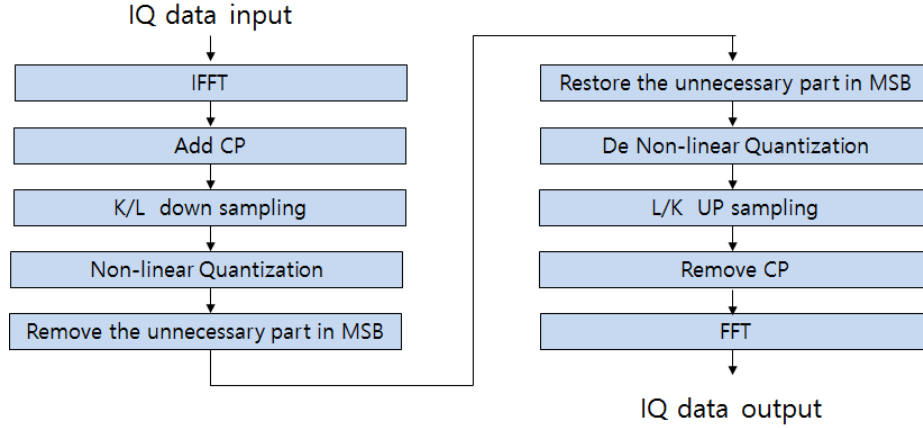 IQ data input
IFFT
Add CP
K/L down sampling
Non-linear Quantization
Remove the unnecessary part in MSB
Restore the unnecessary part in MSB
De Non-linear Quantization
L/K UP sampling
Remove CP
FFT
IQ data output